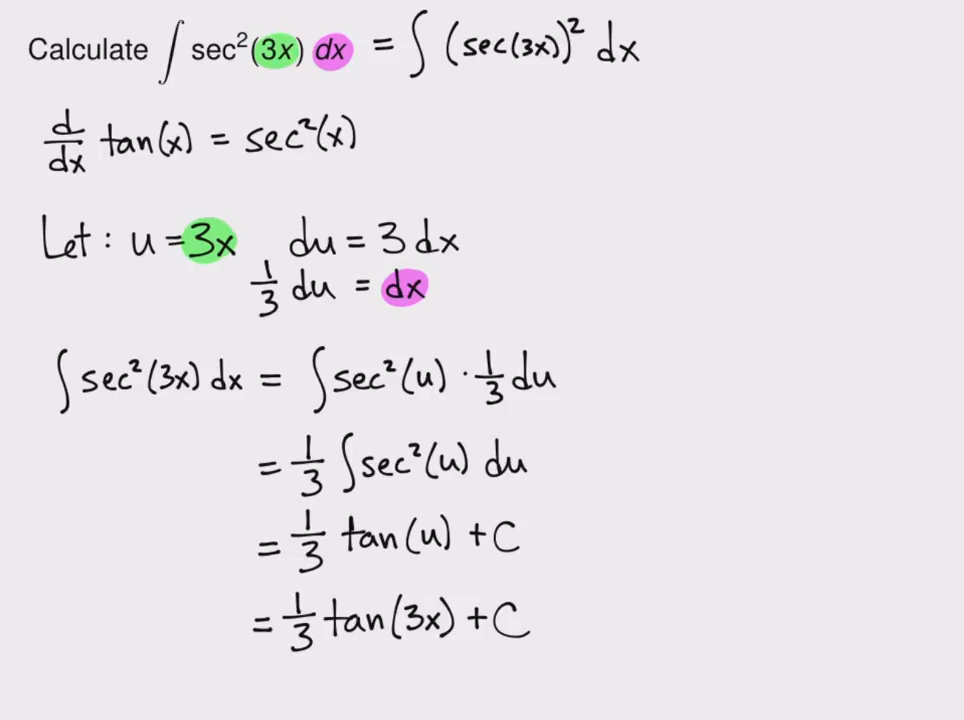 Calculate ∫ sec²(3x) dx = ∫ (sec(3x))² dx
d/dx tan(x) = sec²(x)
Let : u = 3x du = 3 dx
1/3 du = dx
∫ sec²(3x) dx = ∫ sec²(u) · 1/3 du
= 1/3 ∫ sec²(u) du
= 1/3 tan(u) + C
= 1/3 tan(3x) + C